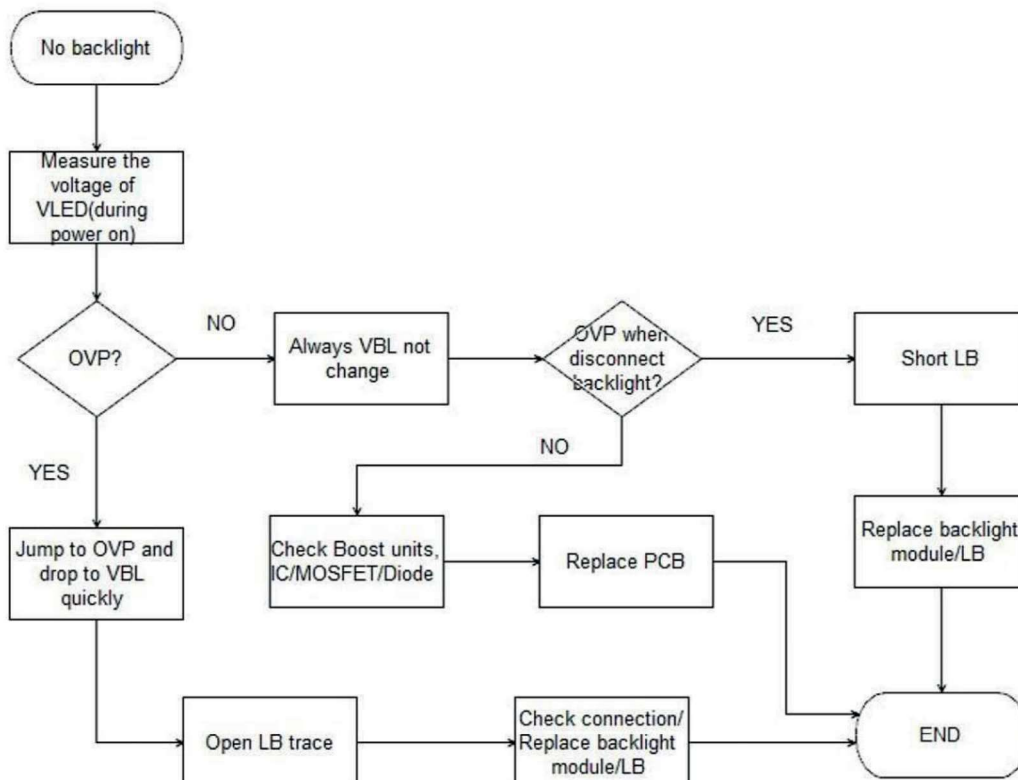 No backlight
Measure the
voltage of
VLED(during
power on)
OVP?
NO
Always VBL not
change
OVP when
disconnect
backlight?
YES
Short LB
YES
NO
Jump to OVP and
drop to VBL
quickly
Check Boost units,
IC/MOSFET/Diode
Replace PCB
Replace backlight
module/LB
Open LB trace
Check connection/
Replace backlight
module/LB
END